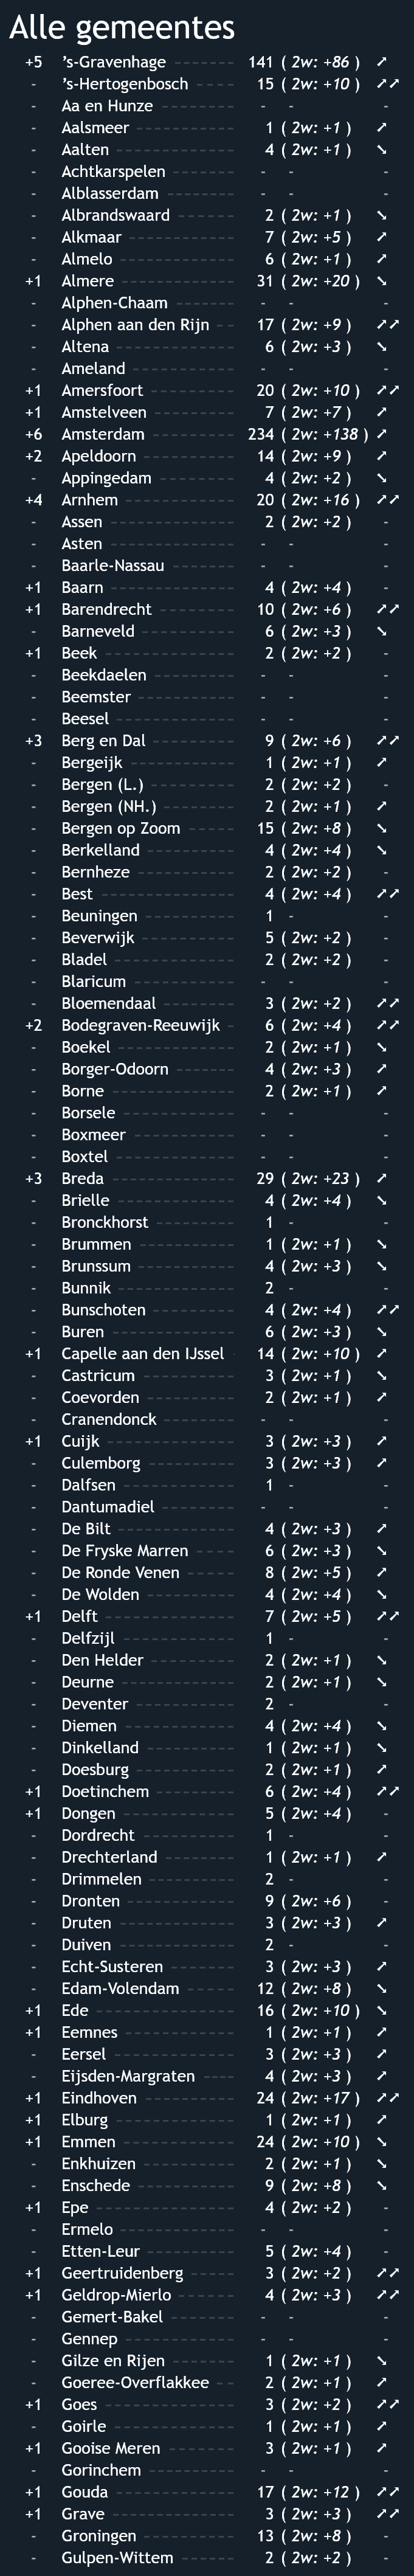 Alle gemeentes
+5 's-Gravenhage 141 ( 2w: +86 ) ➚
- 's-Hertogenbosch 15 ( 2w: +10 ) ➚➚
- Aa en Hunze - - -
- Aalsmeer 1 ( 2w: +1 ) ➚
- Aalten 4 ( 2w: +1 ) ➘
- Achtkarspelen - - -
- Alblasserdam - - -
- Albrandswaard 2 ( 2w: +1 ) ➘
- Alkmaar 7 ( 2w: +5 ) ➚
- Almelo 6 ( 2w: +1 ) ➚
+1 Almere 31 ( 2w: +20 ) ➘
- Alphen-Chaam - - -
- Alphen aan den Rijn 17 ( 2w: +9 ) ➚➚
- Altena 6 ( 2w: +3 ) ➘
- Ameland - - -
+1 Amersfoort 20 ( 2w: +10 ) ➚➚
+1 Amstelveen 7 ( 2w: +7 ) ➚
+6 Amsterdam 234 ( 2w: +138 ) ➚
+2 Apeldoorn 14 ( 2w: +9 ) ➚
- Appingedam 4 ( 2w: +2 ) ➘
+4 Arnhem 20 ( 2w: +16 ) ➚➚
- Assen 2 ( 2w: +2 ) -
- Asten - - -
- Baarle-Nassau - - -
+1 Baarn 4 ( 2w: +4 ) -
+1 Barendrecht 10 ( 2w: +6 ) ➚➚
- Barneveld 6 ( 2w: +3 ) ➘
+1 Beek 2 ( 2w: +2 ) -
- Beekdaelen - - -
- Beemster - - -
- Beesel - - -
+3 Berg en Dal 9 ( 2w: +6 ) ➚➚
- Bergeijk 1 ( 2w: +1 ) ➚
- Bergen (L.) 2 ( 2w: +2 ) -
- Bergen (NH.) 2 ( 2w: +1 ) ➚
- Bergen op Zoom 15 ( 2w: +8 ) ➘
- Berkelland 4 ( 2w: +4 ) ➘
- Bernheze 2 ( 2w: +2 ) -
- Best 4 ( 2w: +4 ) ➚➚
- Beuningen 1 - -
- Beverwijk 5 ( 2w: +2 ) -
- Bladel 2 ( 2w: +2 ) -
- Blaricum - - -
- Bloemendaal 3 ( 2w: +2 ) ➚➚
+2 Bodegraven-Reeuwijk 6 ( 2w: +4 ) ➚➚
- Boekel 2 ( 2w: +1 ) ➘
- Borger-Odoorn 4 ( 2w: +3 ) ➚
- Borne 2 ( 2w: +1 ) ➚
- Borsele - - -
- Boxmeer - - -
- Boxtel - - -
+3 Breda 29 ( 2w: +23 ) ➚
- Brielle 4 ( 2w: +4 ) ➘
- Bronckhorst 1 - -
- Brummen 1 ( 2w: +1 ) ➘
- Brunssum 4 ( 2w: +3 ) ➘
- Bunnik 2 - -
- Bunschoten 4 ( 2w: +4 ) ➚➚
- Buren 6 ( 2w: +3 ) ➘
+1 Capelle aan den IJssel 14 ( 2w: +10 ) ➚
- Castricum 3 ( 2w: +1 ) ➘
- Coevorden 2 ( 2w: +1 ) ➚
- Cranendonck - - -
+1 Cuijk 3 ( 2w: +3 ) ➚
- Culemborg 3 ( 2w: +3 ) ➚
- Dalfsen 1 - -
- Dantumadiel - - -
- De Bilt 4 ( 2w: +3 ) ➚
- De Fryske Marren 6 ( 2w: +3 ) ➘
- De Ronde Venen 8 ( 2w: +5 ) ➚
- De Wolden 4 ( 2w: +4 ) ➘
+1 Delft 7 ( 2w: +5 ) ➚➚
- Delfzijl 1 - -
- Den Helder 2 ( 2w: +1 ) ➘
- Deurne 2 ( 2w: +1 ) ➘
- Deventer 2 - -
- Diemen 4 ( 2w: +4 ) ➘
- Dinkelland 1 ( 2w: +1 ) ➘
- Doesburg 2 ( 2w: +1 ) ➚
+1 Doetinchem 6 ( 2w: +4 ) ➚➚
+1 Dongen 5 ( 2w: +4 ) -
- Dordrecht 1 - -
- Drechterland 1 ( 2w: +1 ) ➚
- Drimmelen 2 - -
- Dronten 9 ( 2w: +6 ) -
- Druten 3 ( 2w: +3 ) ➚
- Duiven 2 - -
- Echt-Susteren 3 ( 2w: +3 ) ➚
- Edam-Volendam 12 ( 2w: +8 ) ➘
+1 Ede 16 ( 2w: +10 ) ➘
+1 Eemnes 1 ( 2w: +1 ) ➚
- Eersel 3 ( 2w: +3 ) ➚
- Eijsden-Margraten 4 ( 2w: +3 ) ➚
+1 Eindhoven 24 ( 2w: +17 ) ➚➚
+1 Elburg 1 ( 2w: +1 ) ➚
+1 Emmen 24 ( 2w: +10 ) ➘
- Enkhuizen 2 ( 2w: +1 ) ➘
- Enschede 9 ( 2w: +8 ) ➘
+1 Epe 4 ( 2w: +2 ) -
- Ermelo - - -
- Etten-Leur 5 ( 2w: +4 ) -
+1 Geertruidenberg 3 ( 2w: +2 ) ➚➚
+1 Geldrop-Mierlo 4 ( 2w: +3 ) ➚➚
- Gemert-Bakel - - -
- Gennep - - -
- Gilze en Rijen 1 ( 2w: +1 ) ➘
- Goeree-Overflakkee 2 ( 2w: +1 ) ➚
+1 Goes 3 ( 2w: +2 ) ➚➚
- Goirle 1 ( 2w: +1 ) ➚
+1 Gooise Meren 3 ( 2w: +1 ) ➚
- Gorinchem - - -
+1 Gouda 17 ( 2w: +12 ) ➚➚
+1 Grave 3 ( 2w: +3 ) ➚➚
- Groningen 13 ( 2w: +8 ) -
- Gulpen-Wittem 2 ( 2w: +2 ) -